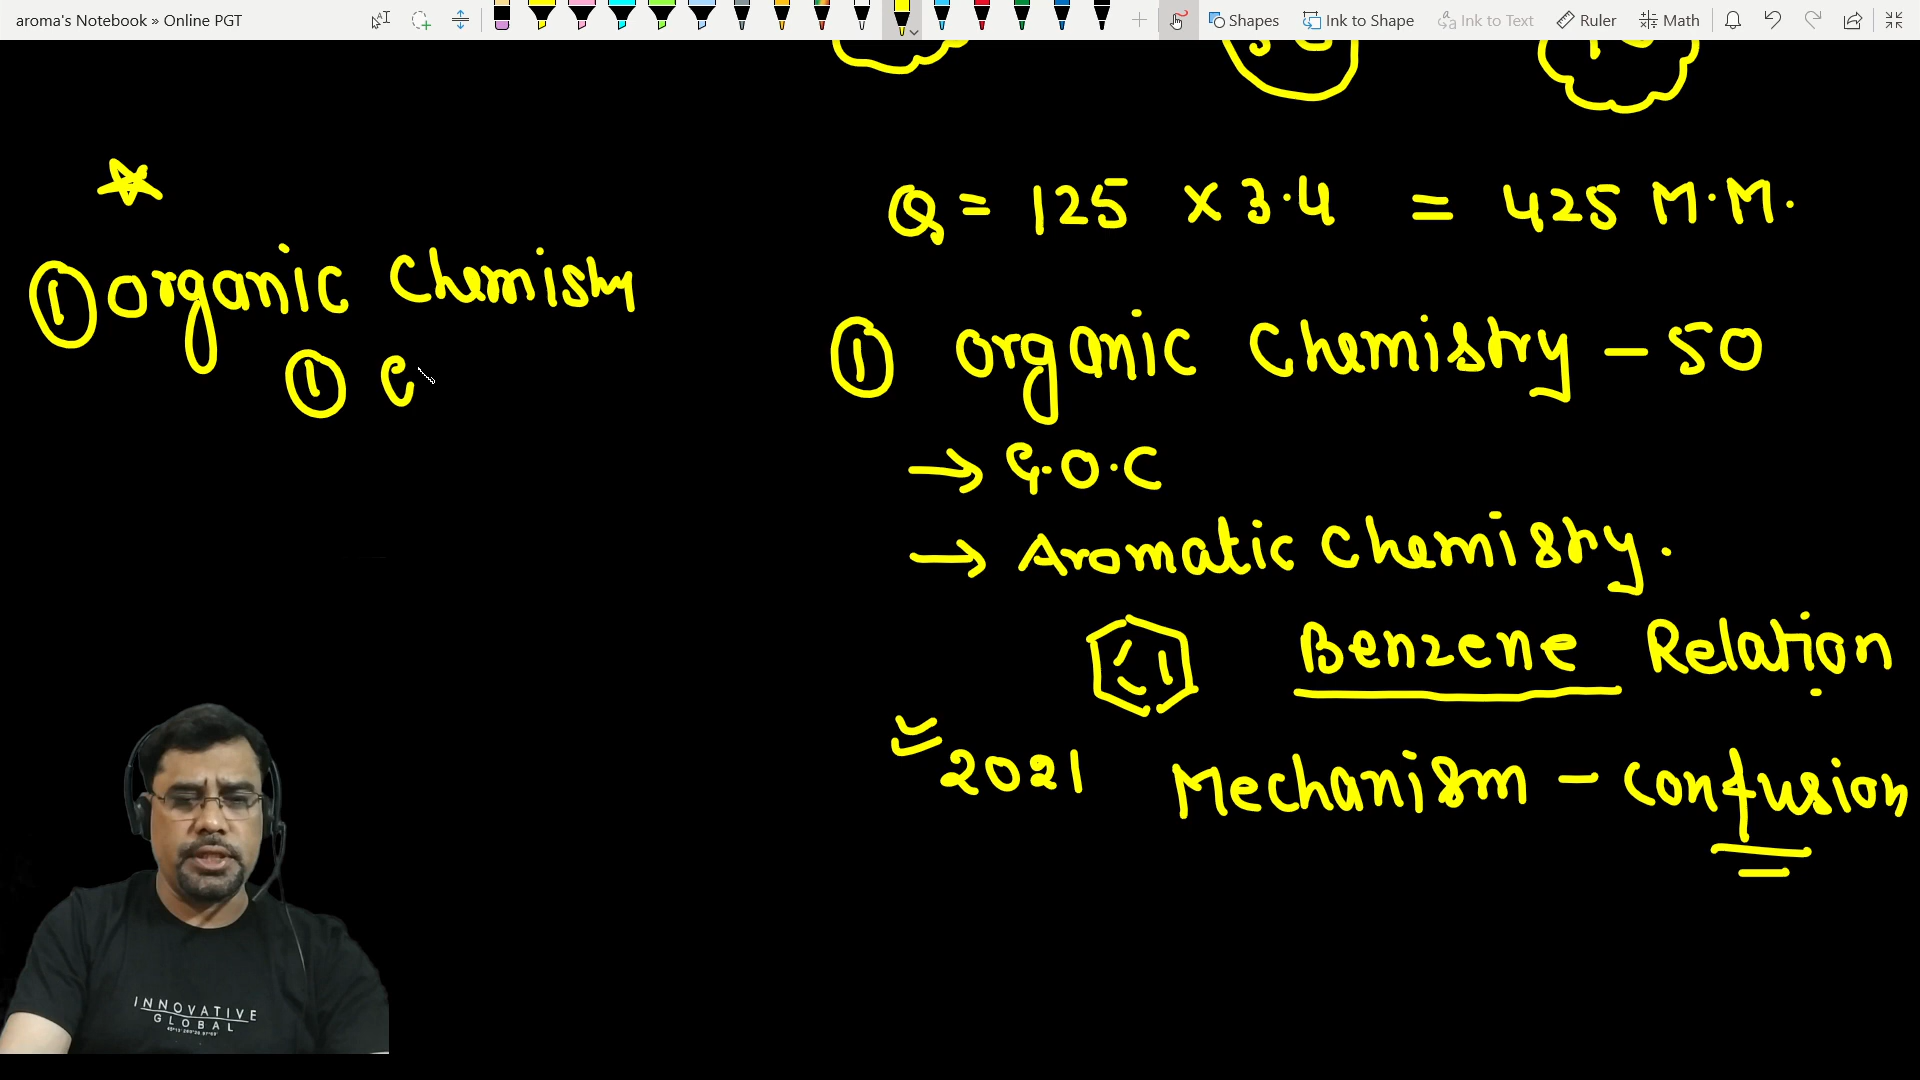 aroma's Notebook » Online PGT
Shapes
Ink to Shape
Ink to Text
Ruler
Math
Q = 125 x 3.4 = 425 M.M.
① Organic Chemistry
①
① Organic Chemistry - 50
→ G.O.C
→ Aromatic Chemistry.
Benzene Relation
2021 Mechanism - Confusion
INNOVATIVE
GLOBAL